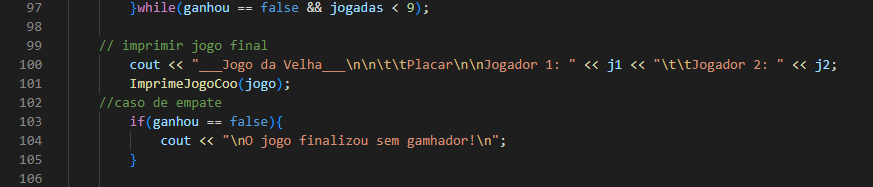 97 }while(ganhou == false && jogadas < 9);
98
99 // imprimir jogo final
100 cout << "___Jogo da Velha___\n\n\t\tPlacar\n\nJogador 1: " << j1 << "\t\tJogador 2: " << j2;
101 ImprimeJogoCoo(jogo);
102 //caso de empate
103 if(ganhou == false){
104 cout << "\nO jogo finalizou sem gamhador!\n";
105 }
106